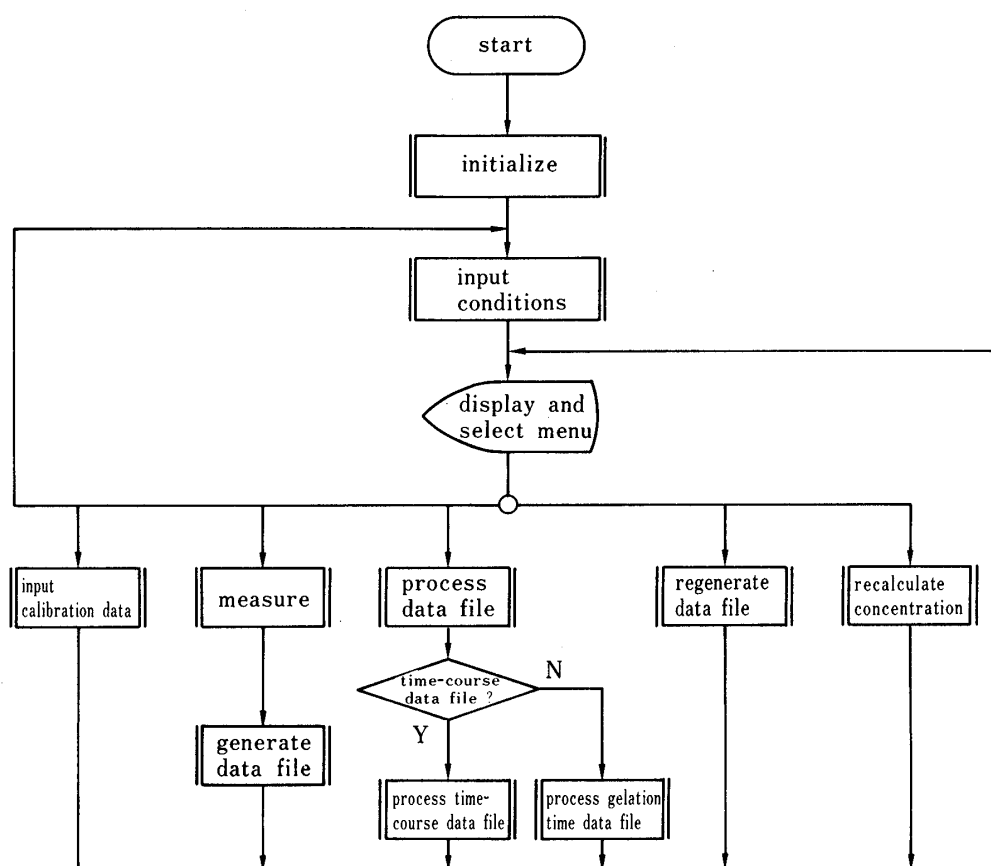 start
initialize
input
conditions
display and
select menu
input
calibration data
measure
process
data file
regenerate
data file
recalculate
concentration
time-course
data file ?
N
Y
generate
data file
process time-
course data file
process gelation
time data file